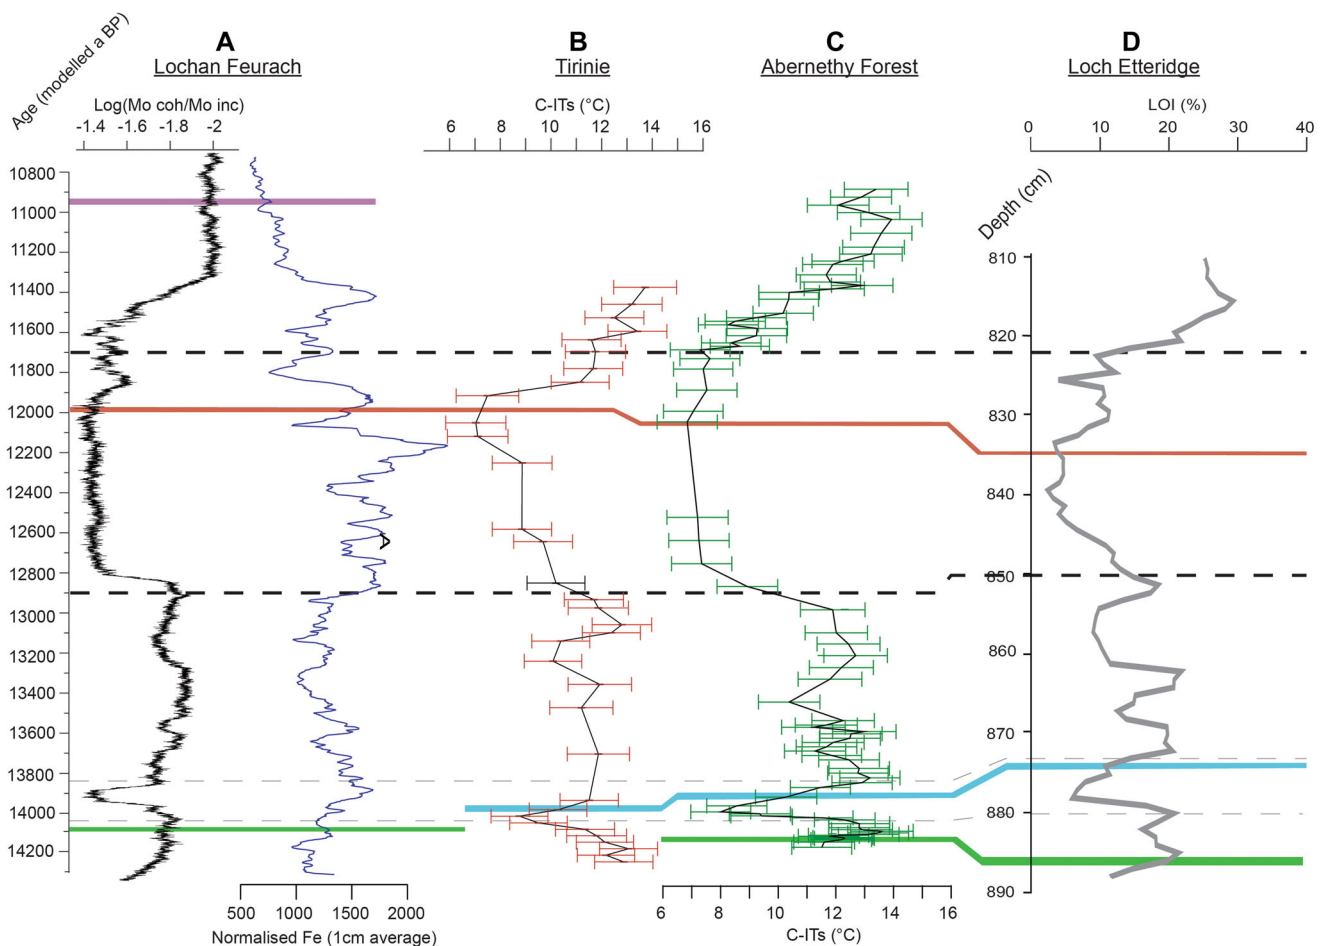 A
B
C
D
Lochan Feurach
Tirinie
Abernethy Forest
Loch Etteridge
Age (modelled a BP)
Log(Mo coh/Mo inc)
C-ITs (°C)
LOI (%)
-1.4 -1.6 -1.8 -2
6 8 10 12 14 16
0 10 20 30 40
Depth (cm)
10800
11000
11200
11400
11600
11800
12000
12200
12400
12600
12800
13000
13200
13400
13600
13800
14000
14200
810
820
830
840
850
860
870
880
890
500 1000 1500 2000
Normalised Fe (1cm average)
6 8 10 12 14 16
C-ITs (°C)